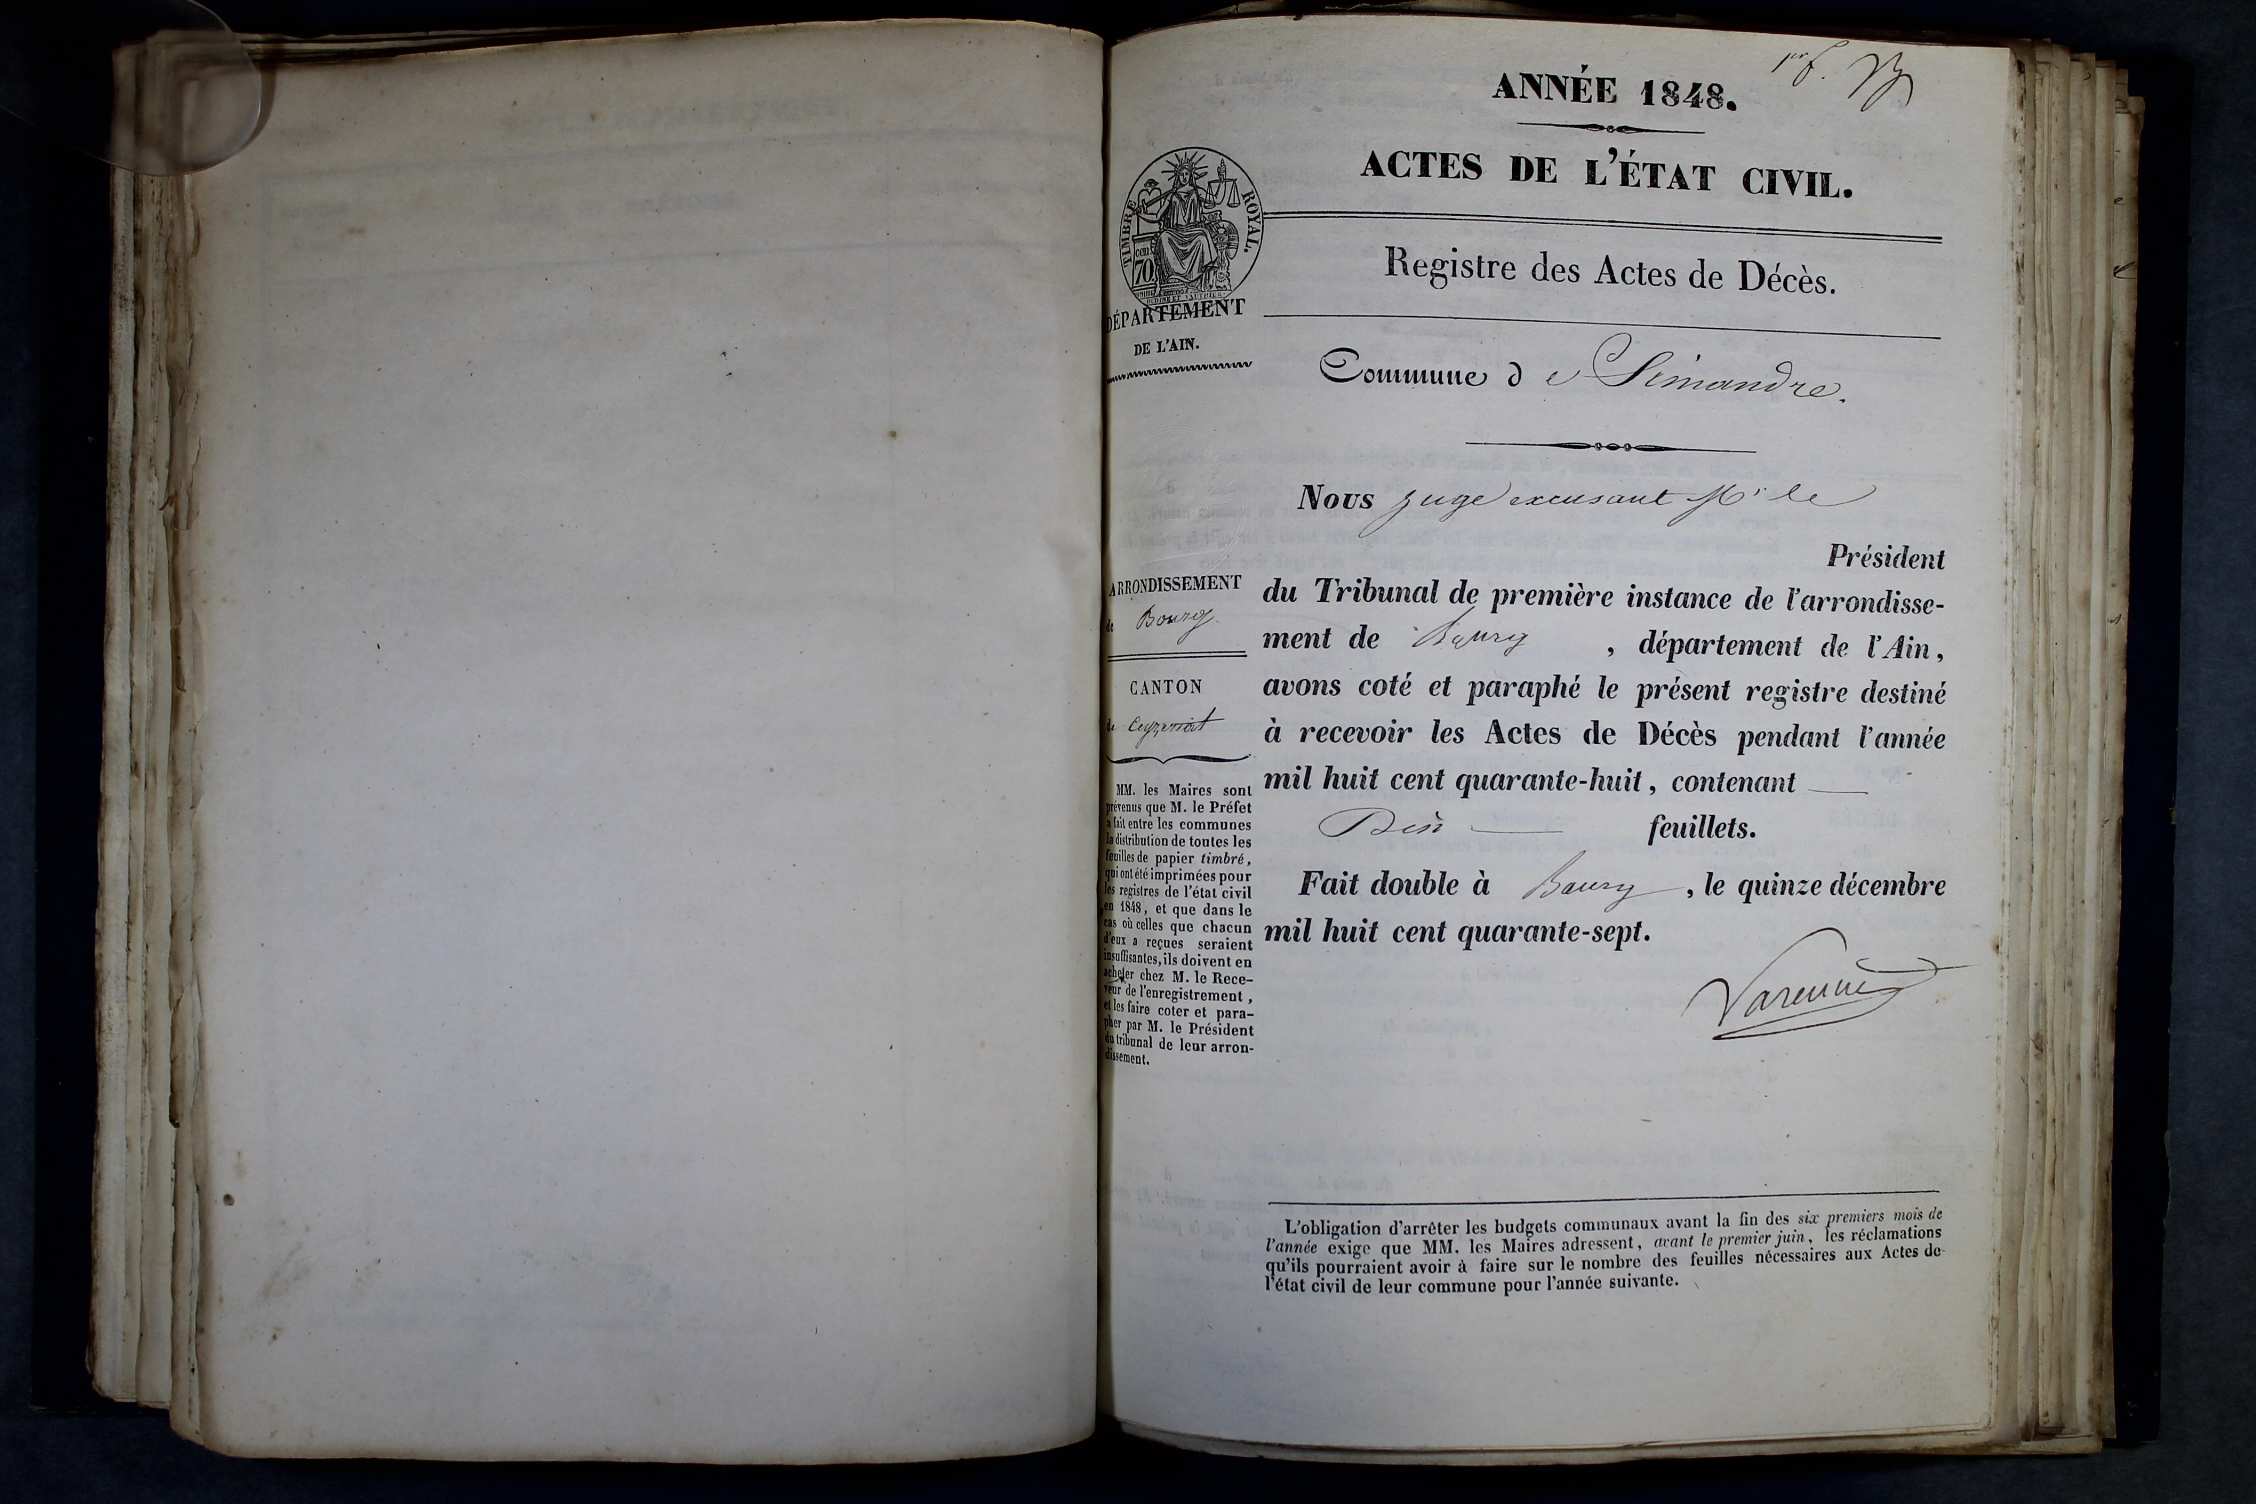 1er f.
ANNÉE 1848.
ACTES DE L'ÉTAT CIVIL.
TIMBRE ROYAL.
70
DÉPARTEMENT
DE L'AIN.
Registre des Actes de Décès.
Commune de Simandre.
Nous juge excusant Mr le
Président
du Tribunal de première instance de l'arrondisse-
ment de Bourg, département de l'Ain,
avons coté et paraphé le présent registre destiné
à recevoir les Actes de Décès pendant l'année
mil huit cent quarante-huit, contenant
Dix feuillets.
Fait double à Bourg, le quinze décembre
mil huit cent quarante-sept.
Varenne
ARRONDISSEMENT
de Bourg.
CANTON
de Ceyzeriat
MM. les Maires sont
prévenus que M. le Préfet
a fait entre les communes
la distribution de toutes les
feuilles de papier timbré,
qui ont été imprimées pour
les registres de l'état civil
en 1848, et que dans le
cas où celles que chacun
d'eux a reçues seraient
insuffisantes, ils doivent en
acheter chez M. le Rece-
veur de l'enregistrement,
et les faire coter et para-
pher par M. le Président
du tribunal de leur arron-
dissement.
L'obligation d'arrêter les budgets communaux avant la fin des six premiers mois de
l'année exige que MM. les Maires adressent, avant le premier juin, les réclamations
qu'ils pourraient avoir à faire sur le nombre des feuilles nécessaires aux Actes de
l'état civil de leur commune pour l'année suivante.